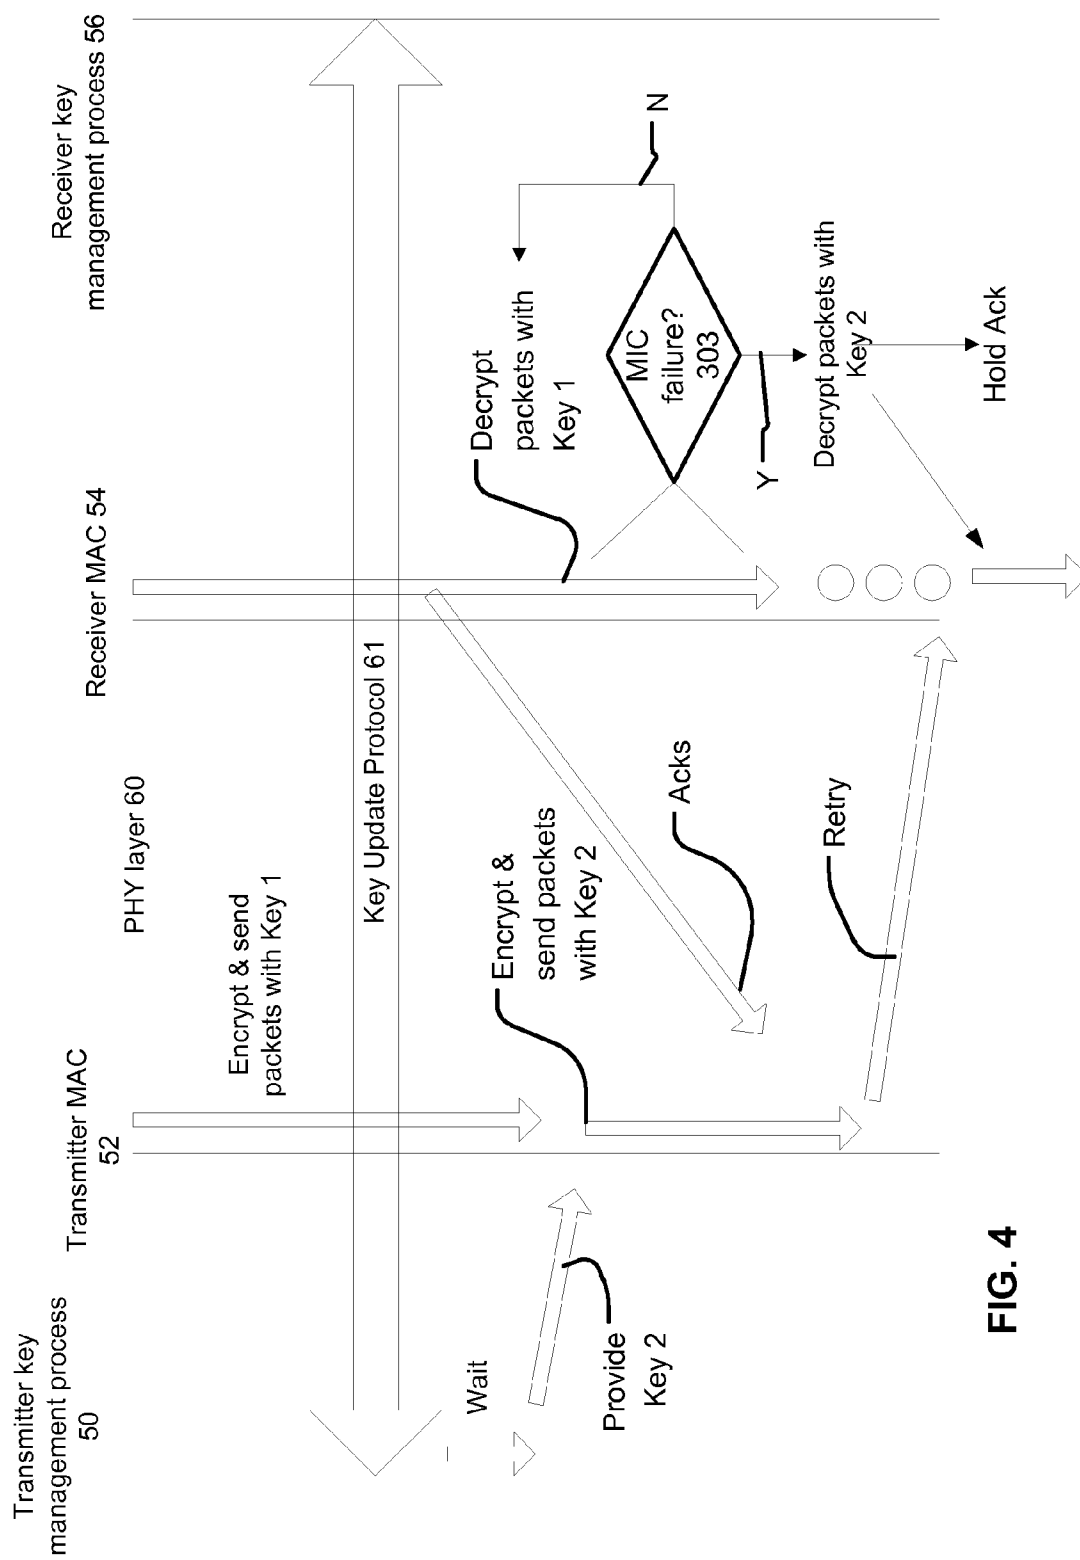 Transmitter key
management process
50
Transmitter MAC
52
PHY layer 60
Receiver MAC 54
Receiver key
management process 56
Encrypt & send
packets with Key 1
Key Update Protocol 61
Wait
Provide
Key 2
Encrypt &
send packets
with Key 2
Acks
Retry
Decrypt
packets with
Key 1
MIC
failure?
303
N
Y
Decrypt packets with
Key 2
Hold Ack
FIG. 4